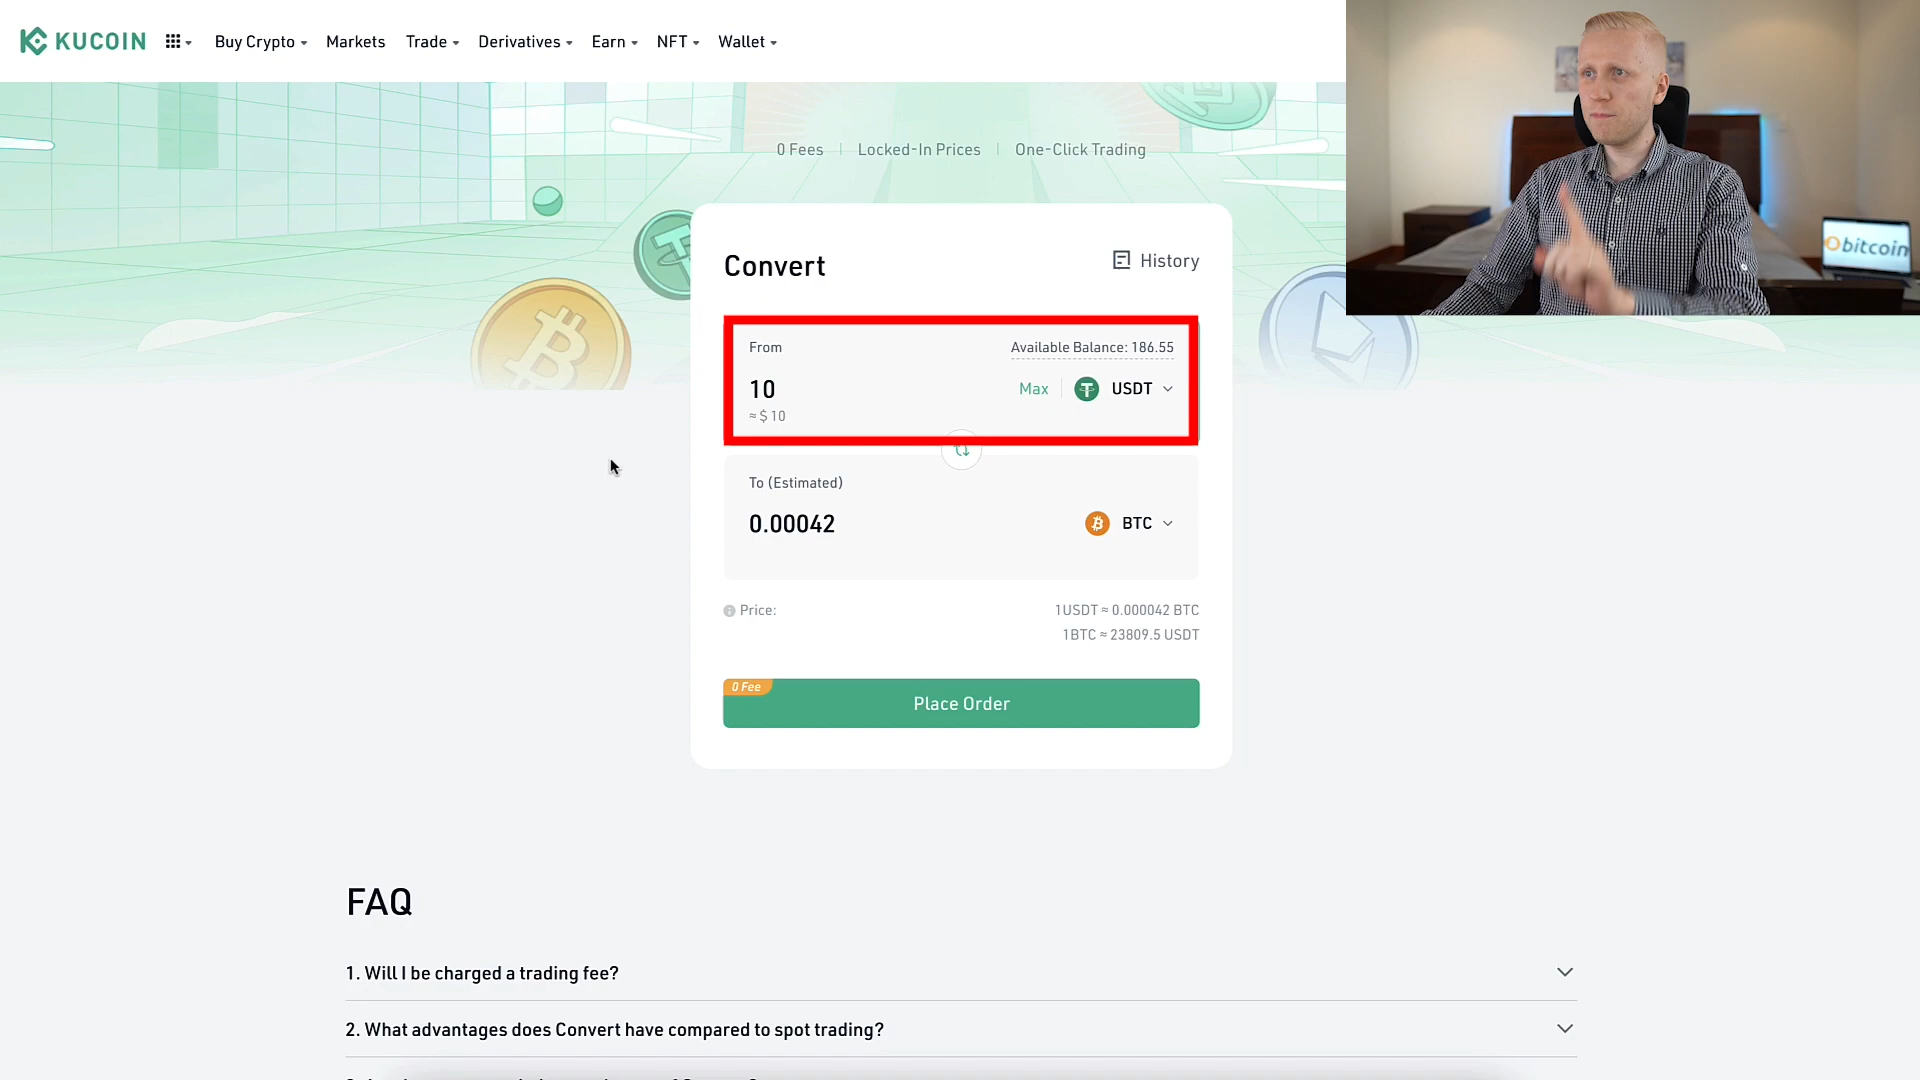 KUCOIN
Buy Crypto
Markets
Trade
Derivatives
Earn
NFT
Wallet
0 Fees
Locked-In Prices
One-Click Trading
bitcoin
Convert
History
From
Available Balance: 186.55
10
Max
USDT
≈ $ 10
To (Estimated)
0.00042
BTC
Price:
1USDT ≈ 0.000042 BTC
1BTC ≈ 23809.5 USDT
0 Fee
Place Order
FAQ
1. Will I be charged a trading fee?
2. What advantages does Convert have compared to spot trading?